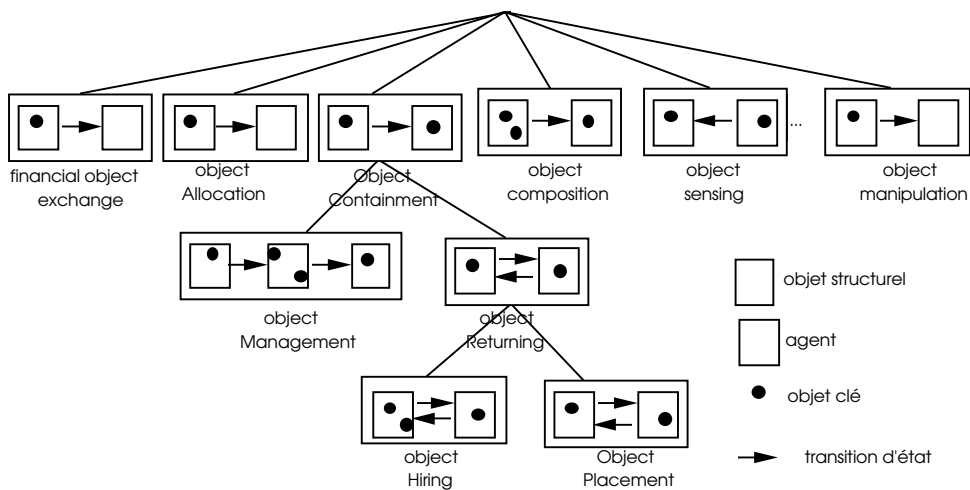 ...
financial object
exchange
object
Allocation
Object
Containment
object
composition
object
sensing
object
manipulation
object
Management
object
Returning
object
Hiring
Object
Placement
objet structurel
agent
objet clé
transition d'état